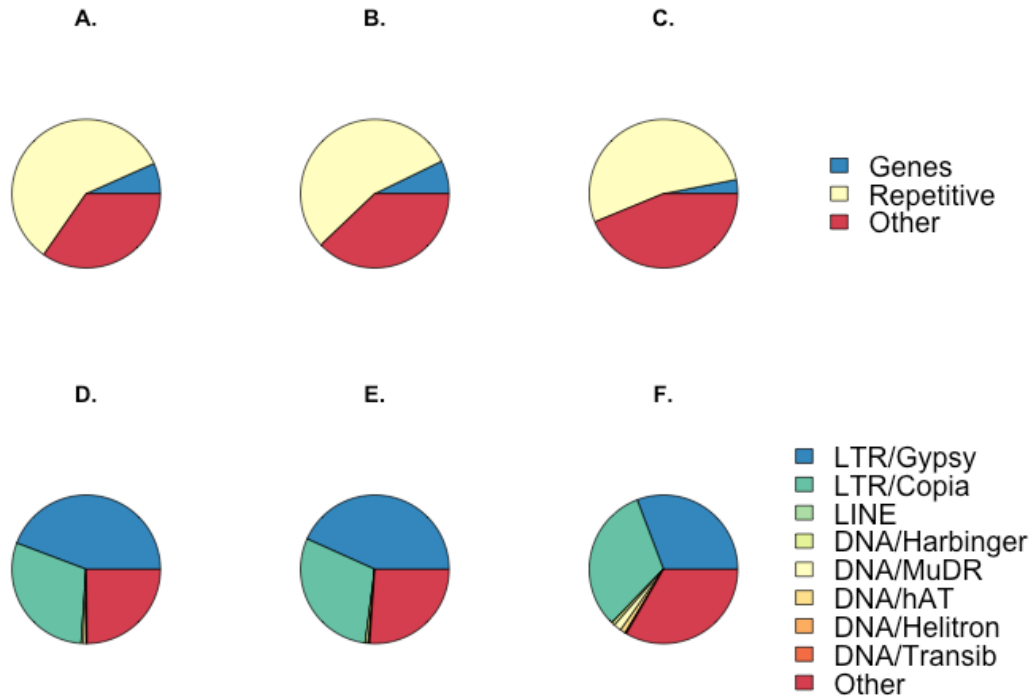 A.
B.
C.
Genes
Repetitive
Other
D.
E.
F.
LTR/Gypsy
LTR/Copia
LINE
DNA/Harbinger
DNA/MuDR
DNA/hAT
DNA/Helitron
DNA/Transib
Other